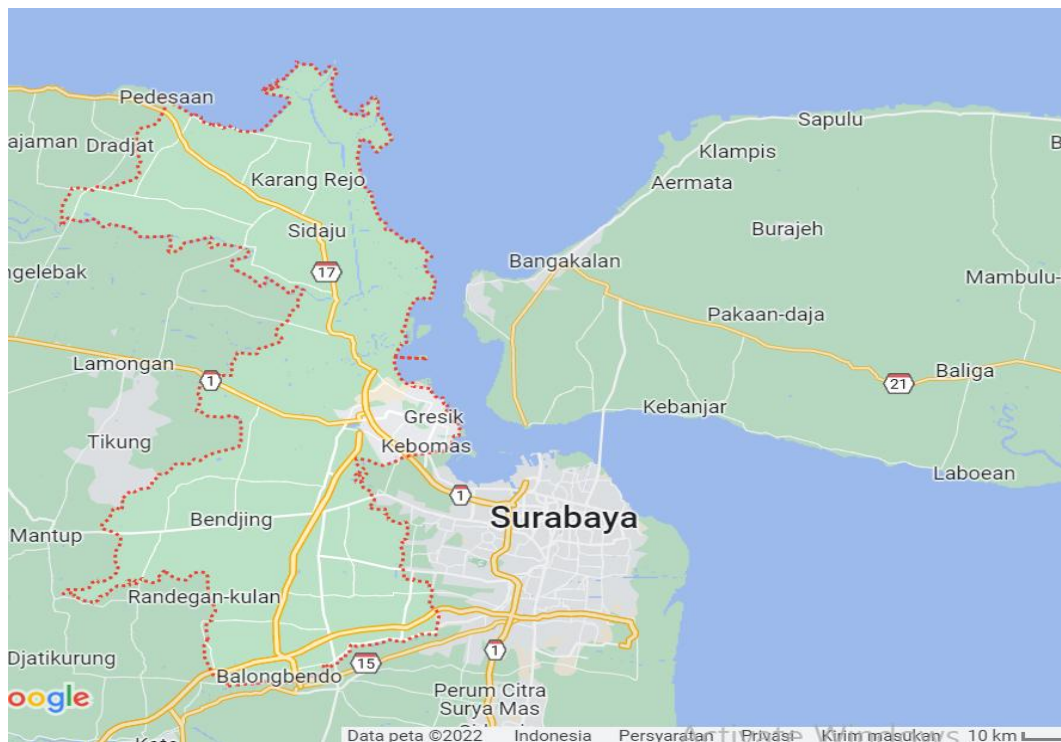 Pedesaan
Sapulu
ajaman
Dradjat
Klampis
Karang Rejo
Aermata
Sidaju
Burajeh
ngelebak
17
Bangakalan
Mambulu-
Pakaan-daja
Lamongan
1
21
Baliga
Gresik
Kebanjar
Tikung
Kebomas
Laboean
1
Bendjing
Surabaya
Mantup
Randegan-kulan
Djatikurung
15
1
Balongbendo
oogle
Perum Citra
Surya Mas
Data peta ©2022 Indonesia Persyaratan Privasi Kirim masukan 10 km
Activate Windows